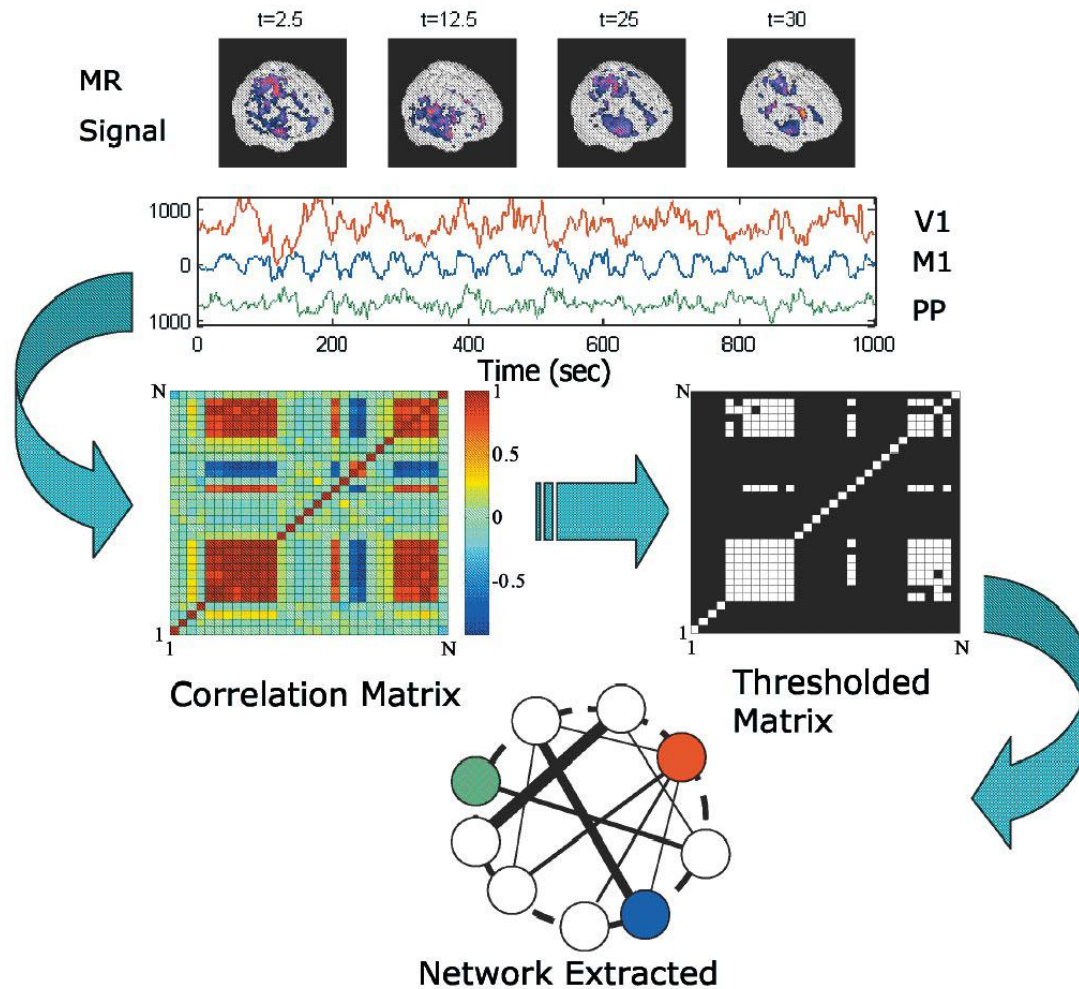 t=2.5 t=12.5 t=25 t=30
MR
Signal
1000
0
1000
V1
M1
PP
0 200 400 600 800 1000
Time (sec)
N
1
1 N
1
0.5
0
-0.5
N
1
1 N
Correlation Matrix
Thresholded
Matrix
Network Extracted